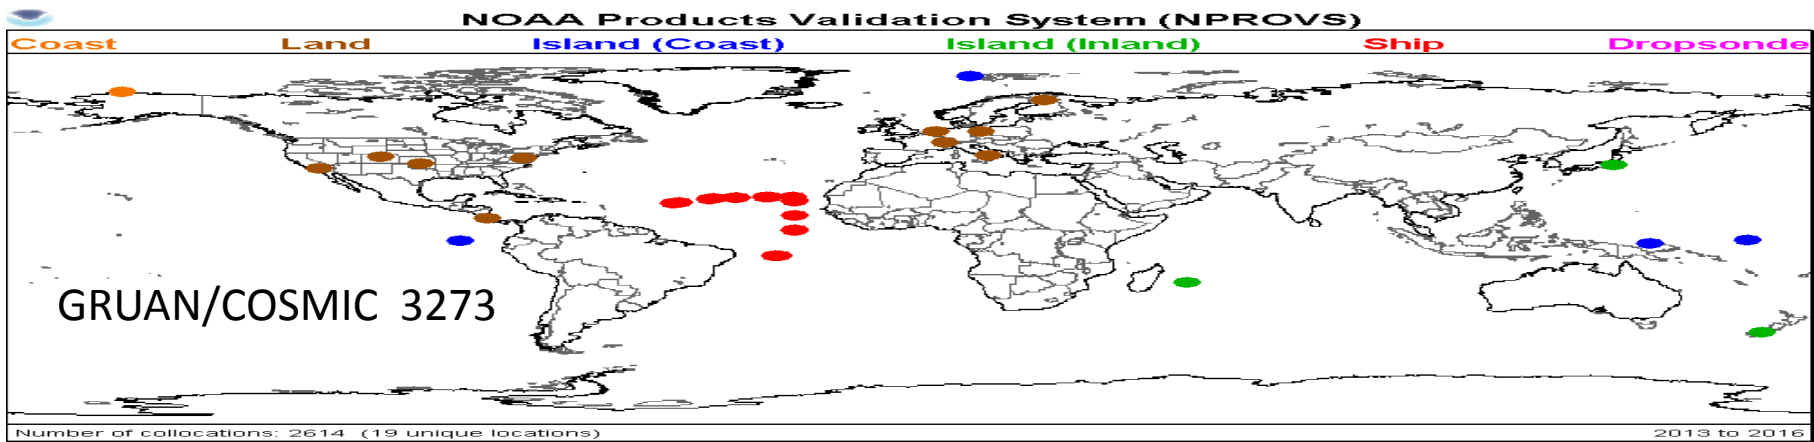 NOAA Products Validation System (NPROVS)
Coast Land Island (Coast) Island (Inland) Ship Dropsonde
GRUAN/COSMIC 3273
Number of collocations: 2614 (19 unique locations) 2013 to 2016